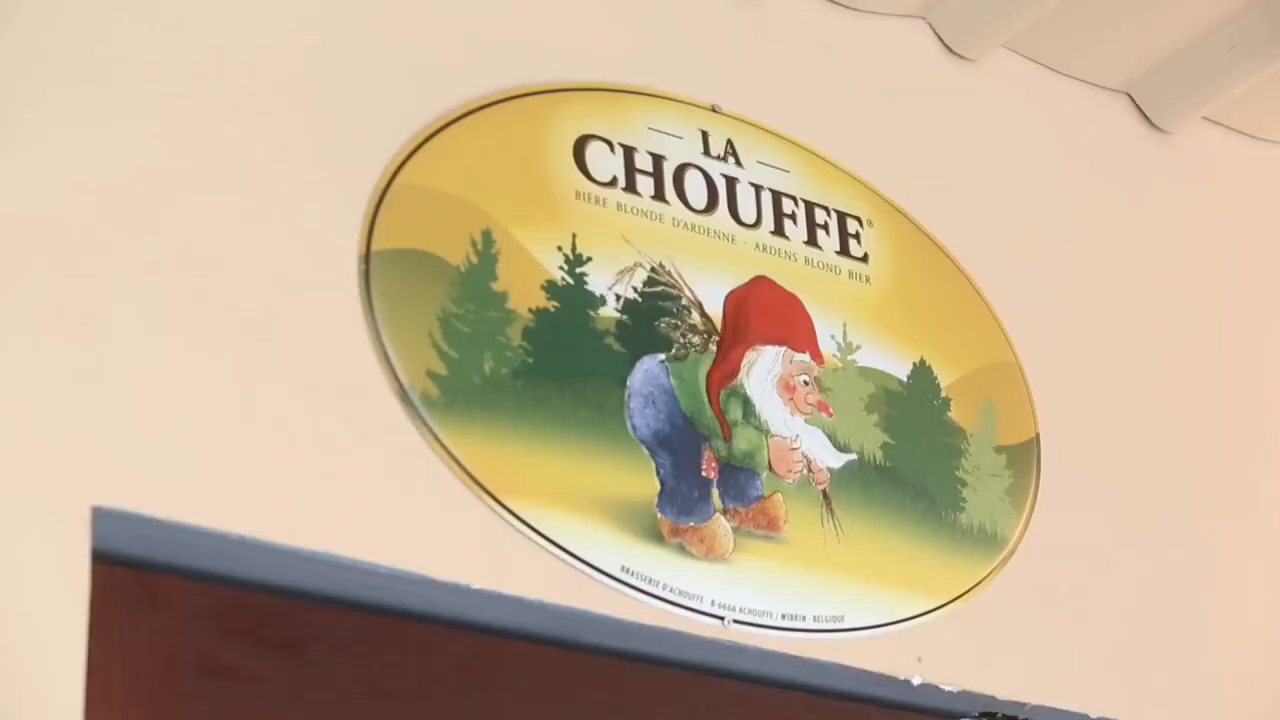 LA
CHOUFFE®
BIERE BLONDE D'ARDENNE - ARDENS BLOND BIER
BRASSERIE D'ACHOUFFE - B-6666 ACHOUFFE / WIBRIN - BELGIQUE